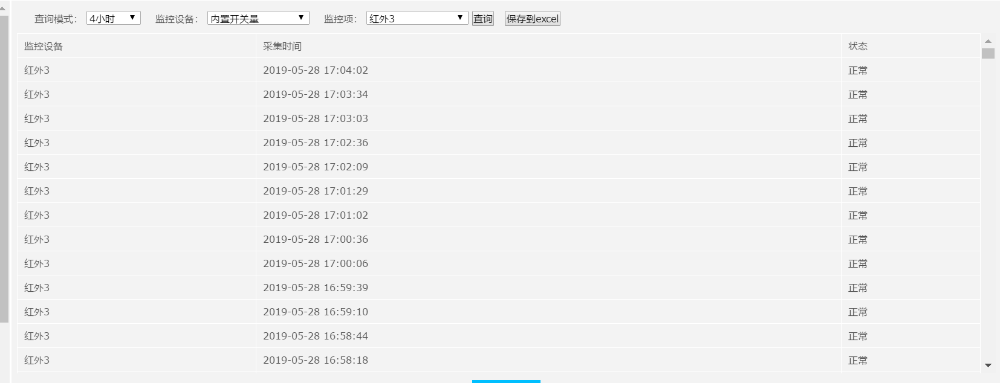 查询模式： 4小时 监控设备： 内置开关量 监控项： 红外3 查询 保存到excel
监控设备 采集时间 状态
红外3 2019-05-28 17:04:02 正常
红外3 2019-05-28 17:03:34 正常
红外3 2019-05-28 17:03:03 正常
红外3 2019-05-28 17:02:36 正常
红外3 2019-05-28 17:02:09 正常
红外3 2019-05-28 17:01:29 正常
红外3 2019-05-28 17:01:02 正常
红外3 2019-05-28 17:00:36 正常
红外3 2019-05-28 17:00:06 正常
红外3 2019-05-28 16:59:39 正常
红外3 2019-05-28 16:59:10 正常
红外3 2019-05-28 16:58:44 正常
红外3 2019-05-28 16:58:18 正常